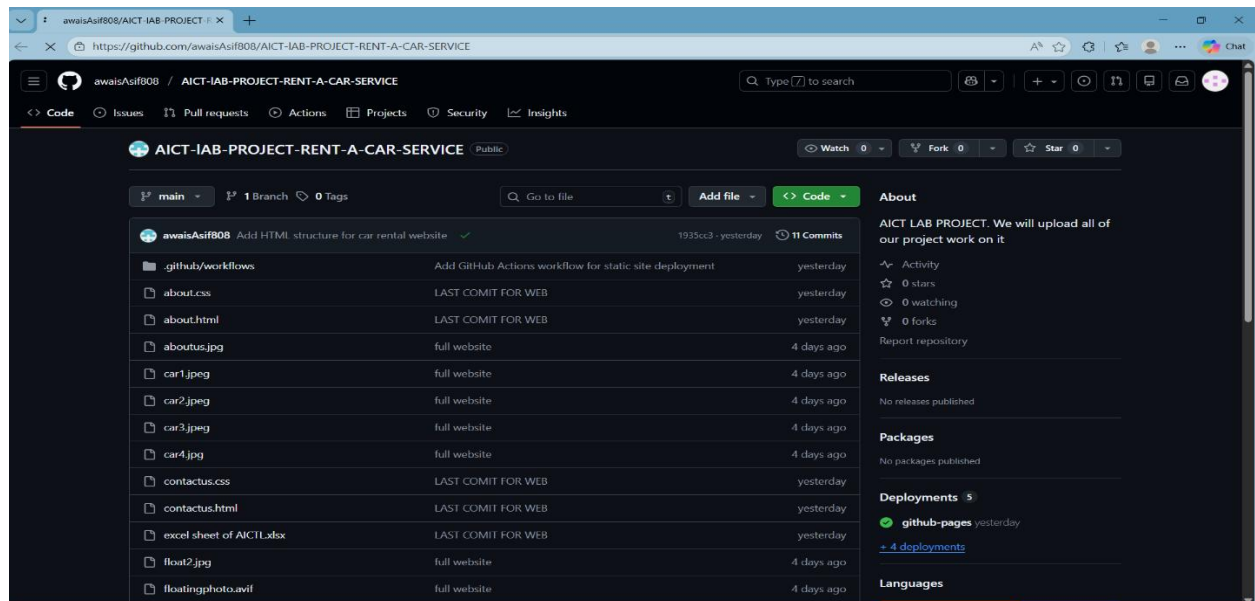 awaisAsif808/AICT-lAB-PROJECT-R
https://github.com/awaisAsif808/AICT-lAB-PROJECT-RENT-A-CAR-SERVICE
Chat
awaisAsif808 / AICT-lAB-PROJECT-RENT-A-CAR-SERVICE
Type / to search
Code Issues Pull requests Actions Projects Security Insights
AICT-lAB-PROJECT-RENT-A-CAR-SERVICE Public
Watch 0 Fork 0 Star 0
main 1 Branch 0 Tags Go to file t Add file Code
awaisAsif808 Add HTML structure for car rental website 1935cc3 · yesterday 11 Commits
.github/workflows Add GitHub Actions workflow for static site deployment yesterday
about.css LAST COMIT FOR WEB yesterday
about.html LAST COMIT FOR WEB yesterday
aboutus.jpg full website 4 days ago
car1.jpeg full website 4 days ago
car2.jpeg full website 4 days ago
car3.jpeg full website 4 days ago
car4.jpg full website 4 days ago
contactus.css LAST COMIT FOR WEB yesterday
contactus.html LAST COMIT FOR WEB yesterday
excel sheet of AICTL.xlsx LAST COMIT FOR WEB yesterday
float2.jpg full website 4 days ago
floatingphoto.avif full website 4 days ago
About
AICT LAB PROJECT. We will upload all of
our project work on it
Activity
0 stars
0 watching
0 forks
Report repository
Releases
No releases published
Packages
No packages published
Deployments 5
github-pages yesterday
+ 4 deployments
Languages